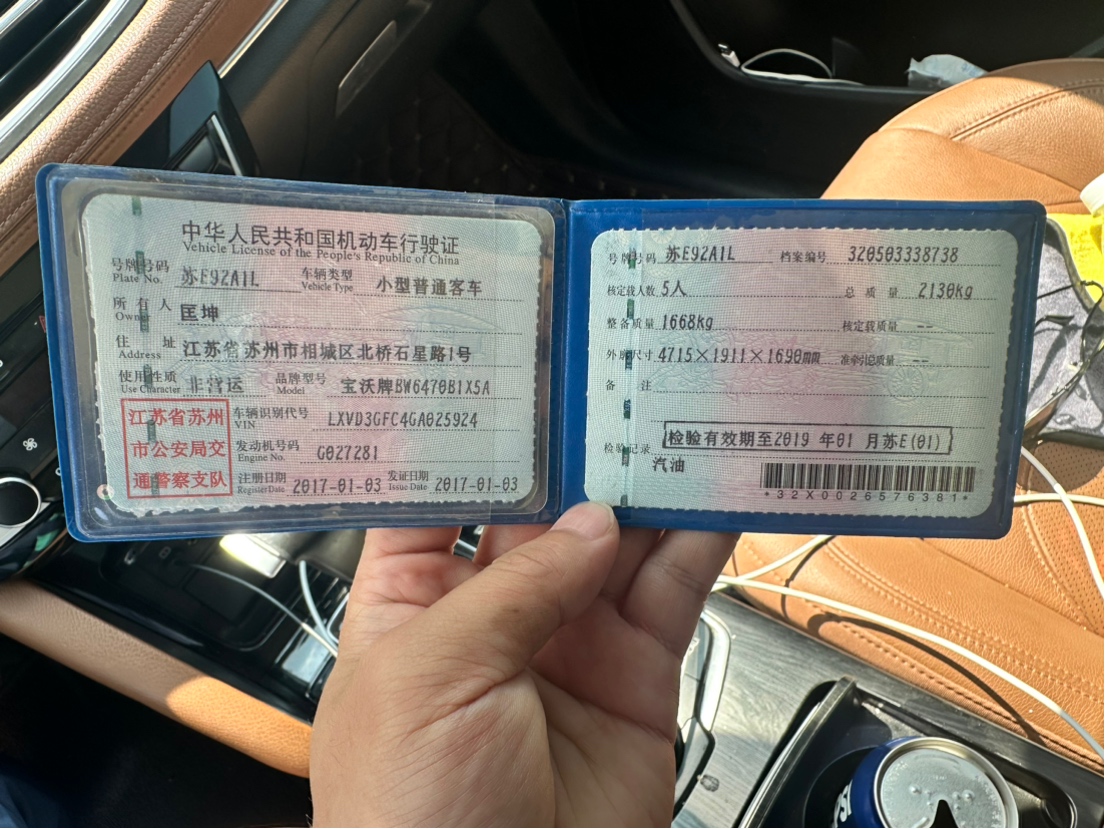 中华人民共和国机动车行驶证
Vehicle License of the People's Republic of China
号牌号码 苏E92A1L 车辆类型 小型普通客车
Plate No. Vehicle Type
所有人 匡坤
Owner
住址 江苏省苏州市相城区北桥石星路1号
Address
使用性质 非营运 品牌型号 宝沃牌BW6470B1X5A
Use Character Model
江苏省苏州
市公安局交
通警察支队
车辆识别代号 LXVD3GFC4GA025924
VIN
发动机号码 G027281
Engine No.
注册日期 2017-01-03 发证日期 2017-01-03
Register Date Issue Date
号牌号码 苏E92A1L 档案编号 320503338738
核定载人数 5人 总质量 2130kg
整备质量 1668kg 核定载质量 --
外廓尺寸 4715×1911×1690mm 准牵引总质量 --
备注
检验记录 检验有效期至2019年01月苏E(01)
汽油
*32X0026576381*